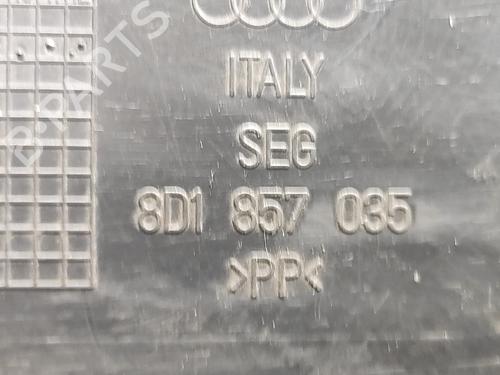 B-PARTS
ITALY
SEG
8D1 857 035
>PP<